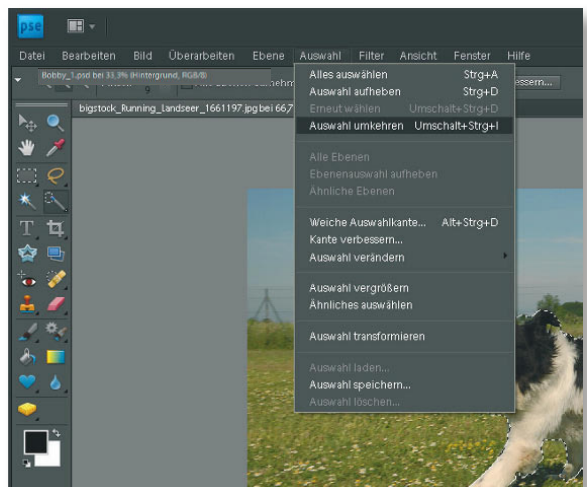 pse
Datei Bearbeiten Bild Überarbeiten Ebene Auswahl Filter Ansicht Fenster Hilfe
Bobby_1.psd bei 33,3% (Hintergrund, RGB/8)
essern...
bigstock_Running_Landseer_1661197.jpg bei 66,7
Alles auswählen Strg+A
Auswahl aufheben Strg+D
Erneut wählen Umschalt+Strg+D
Auswahl umkehren Umschalt+Strg+I
Alle Ebenen
Ebenenauswahl aufheben
Ähnliche Ebenen
Weiche Auswahlkante... Alt+Strg+D
Kante verbessern...
Auswahl verändern
Auswahl vergrößern
Ähnliches auswählen
Auswahl transformieren
Auswahl laden...
Auswahl speichern...
Auswahl löschen...